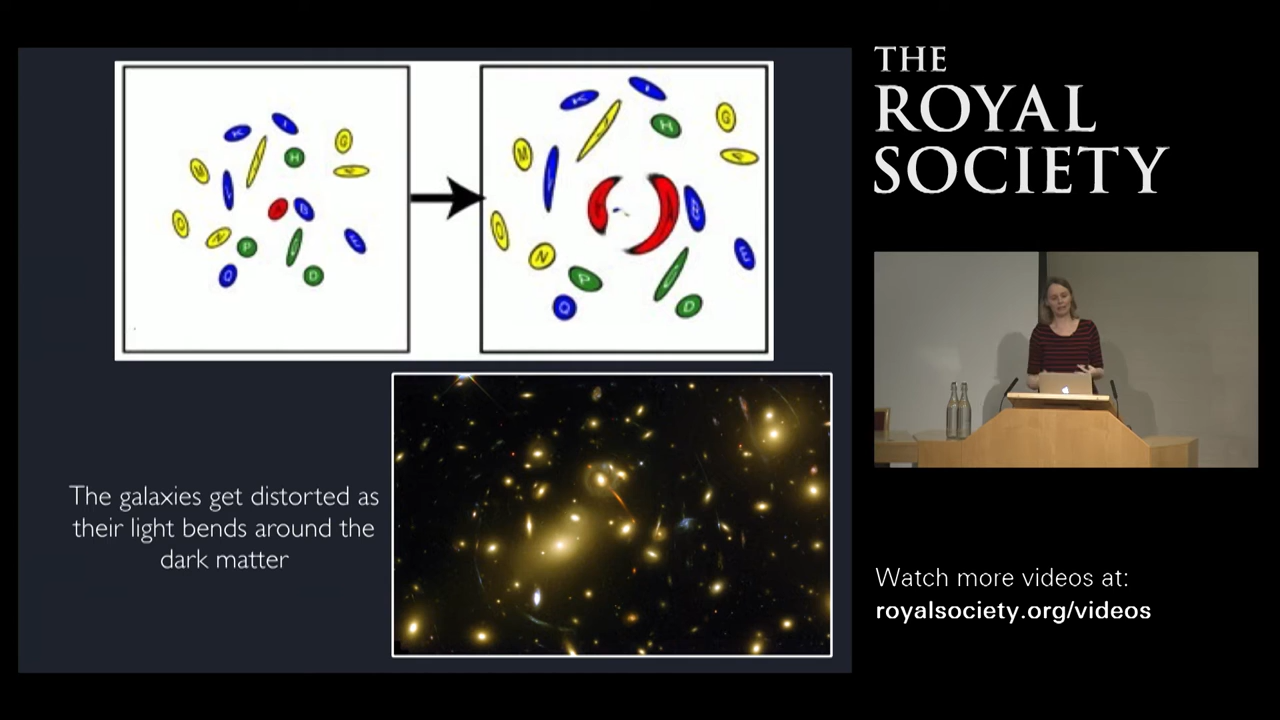 THE
ROYAL
SOCIETY
K
I
G
H
M
F
L
B
O
N
P
E
Q
D
K
I
J
H
G
F
M
L
B
O
N
P
E
Q
D
The galaxies get distorted as
their light bends around the
dark matter
Watch more videos at:
royalsociety.org/videos